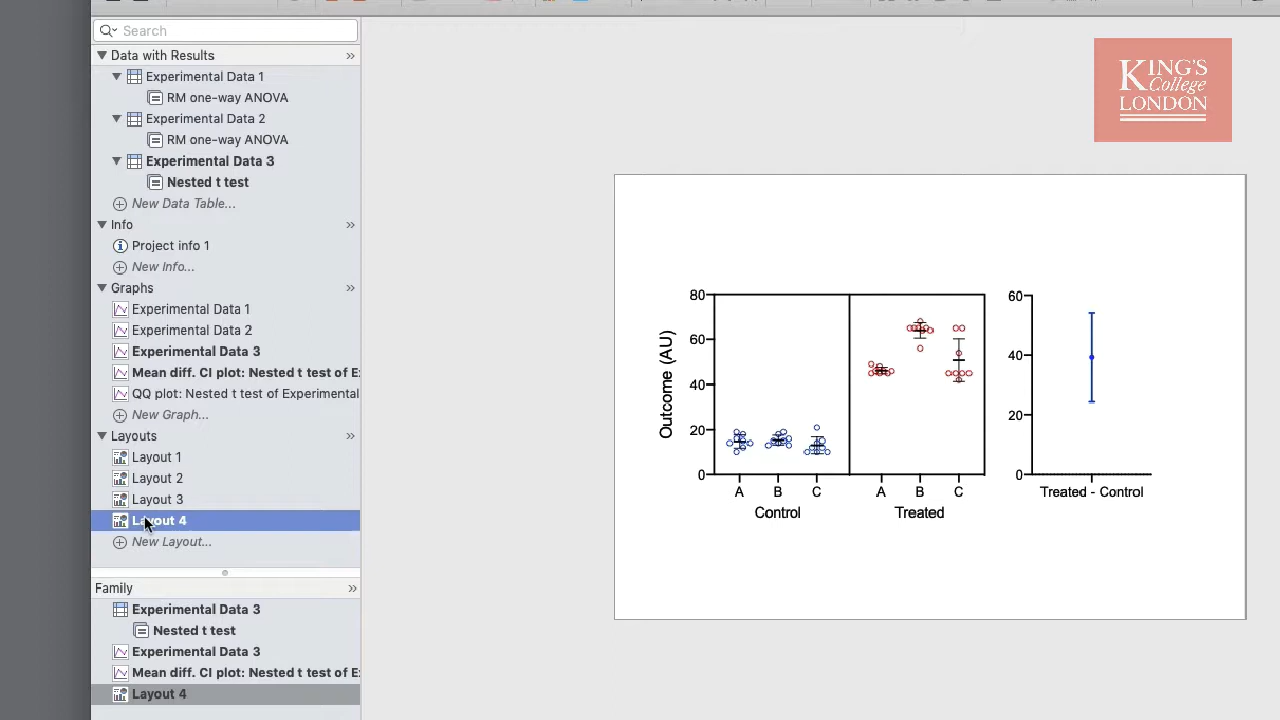 Search
Data with Results
Experimental Data 1
RM one-way ANOVA
Experimental Data 2
RM one-way ANOVA
Experimental Data 3
Nested t test
New Data Table...
Info
Project info 1
New Info...
Graphs
Experimental Data 1
Experimental Data 2
Experimental Data 3
Mean diff. CI plot: Nested t test of E
QQ plot: Nested t test of Experimental
New Graph...
Layouts
Layout 1
Layout 2
Layout 3
Layout 4
New Layout...
Family
Experimental Data 3
Nested t test
Experimental Data 3
Mean diff. CI plot: Nested t test of E
Layout 4
KING'S
College
LONDON
Outcome (AU)
80
60
40
20
0
A B C A B C
Control Treated
60
40
20
0
Treated - Control